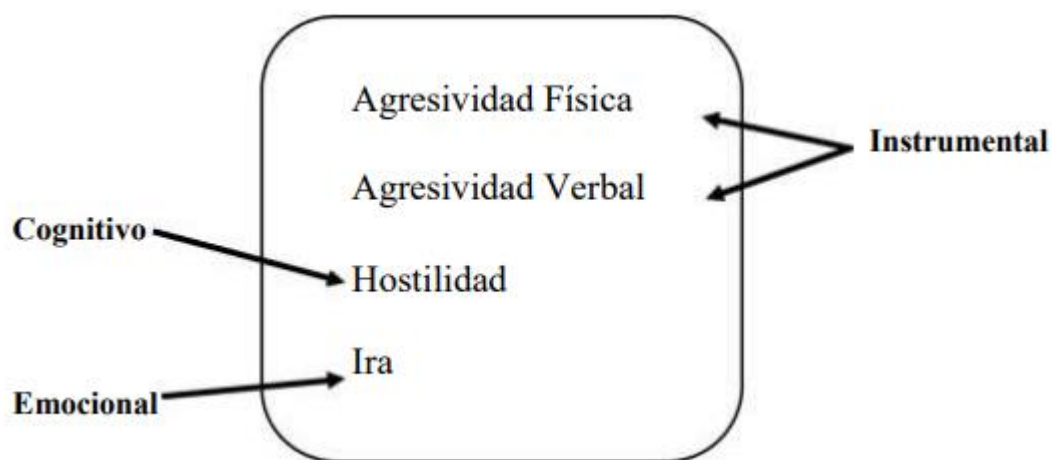 Agresividad Física
Instrumental
Agresividad Verbal
Cognitivo
Hostilidad
Ira
Emocional